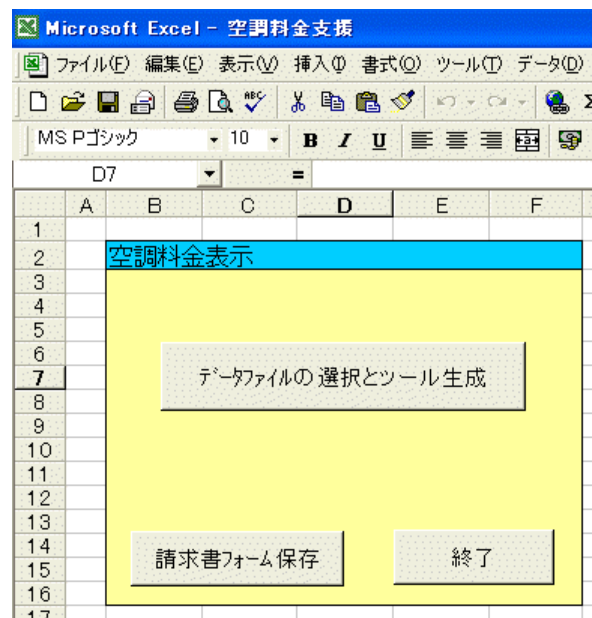 Microsoft Excel - 空調料金支援
ファイル(F) 編集(E) 表示(V) 挿入(I) 書式(O) ツール(T) データ(D)
ABC
MS Pゴシック 10 B I U
D7 =
A B C D E F
1
2 空調料金表示
3
4
5
6
7 データファイルの選択とツール生成
8
9
10
11
12
13
14
15 請求書フォーム保存 終了
16
17